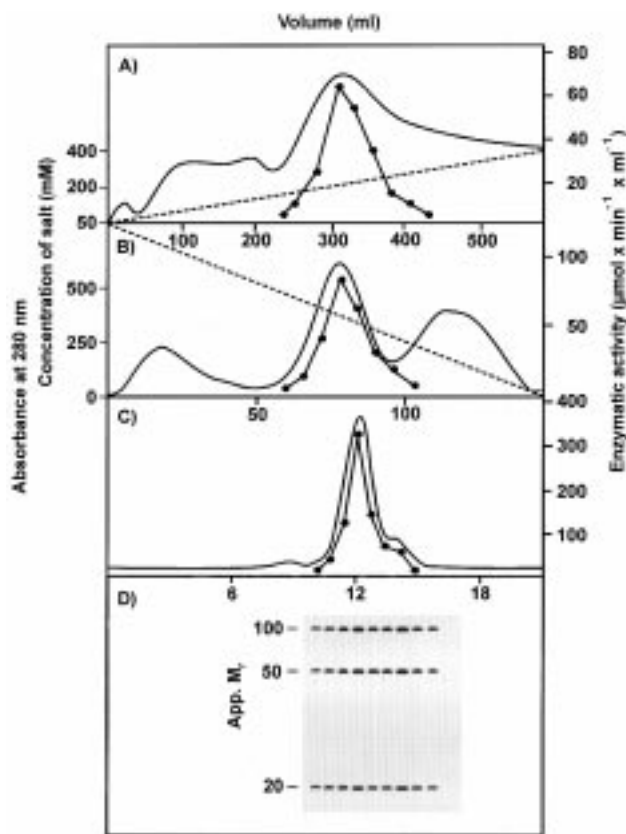 Volume (ml)
A)
80
60
40
20
400
200
50
100 200 300 400 500
B)
100
50
500
250
0
50 100
C)
400
300
200
100
6 12 18
D)
100
50
20
App. Mr
Absorbance at 280 nm
Concentration of salt (mM)
Enzymatic activity (µmol x min⁻¹ x ml⁻¹)